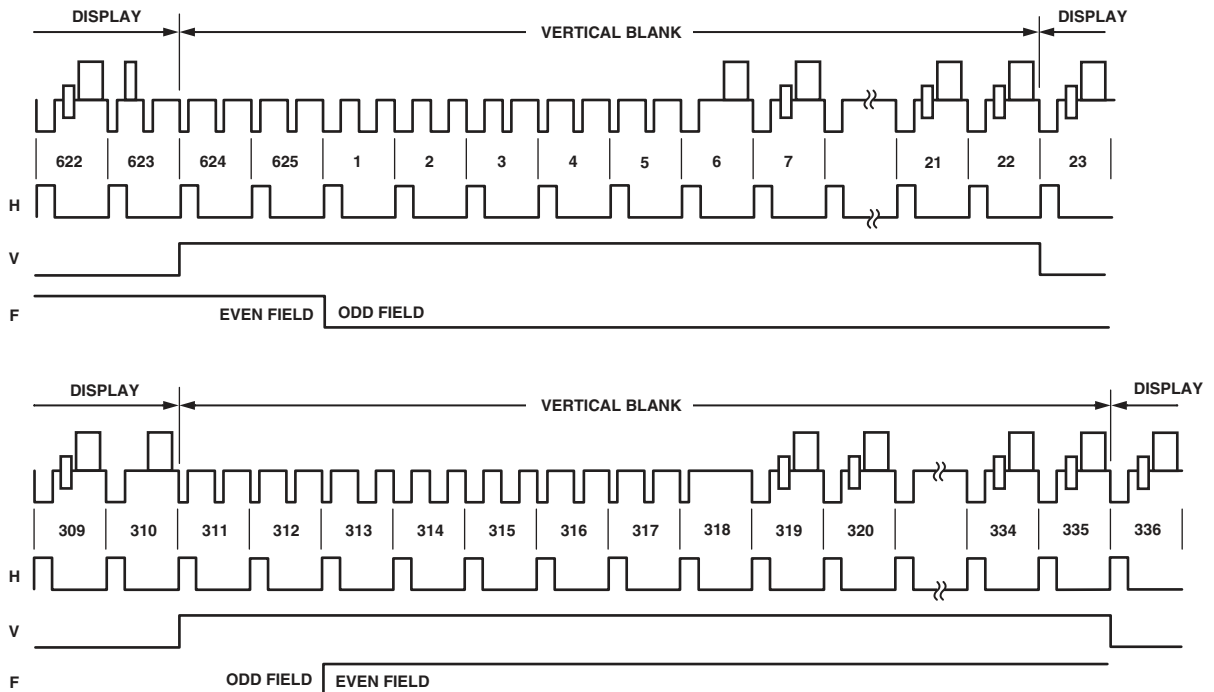 DISPLAY VERTICAL BLANK DISPLAY
622 623 624 625 1 2 3 4 5 6 7 21 22 23
H
V
F EVEN FIELD ODD FIELD
DISPLAY VERTICAL BLANK DISPLAY
309 310 311 312 313 314 315 316 317 318 319 320 334 335 336
H
V
F ODD FIELD EVEN FIELD